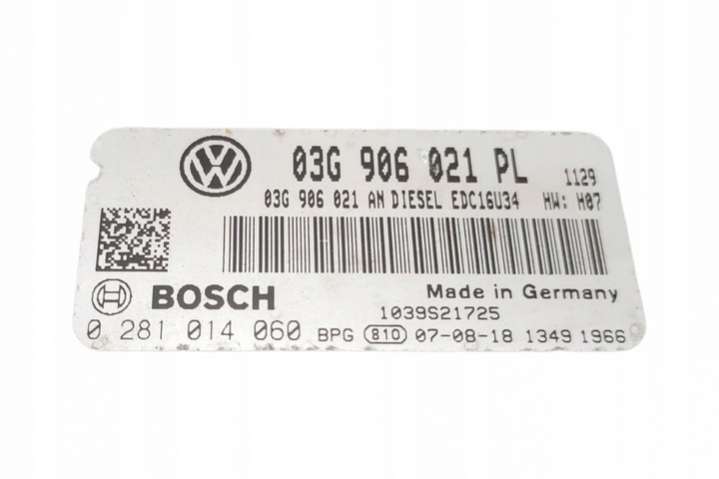 VW 03G 906 021 PL 1129
03G 906 021 AN DIESEL EDC16U34 HW: H07
BOSCH Made in Germany
1039S21725
0 281 014 060 BPG 810 07-08-18 1349 1966